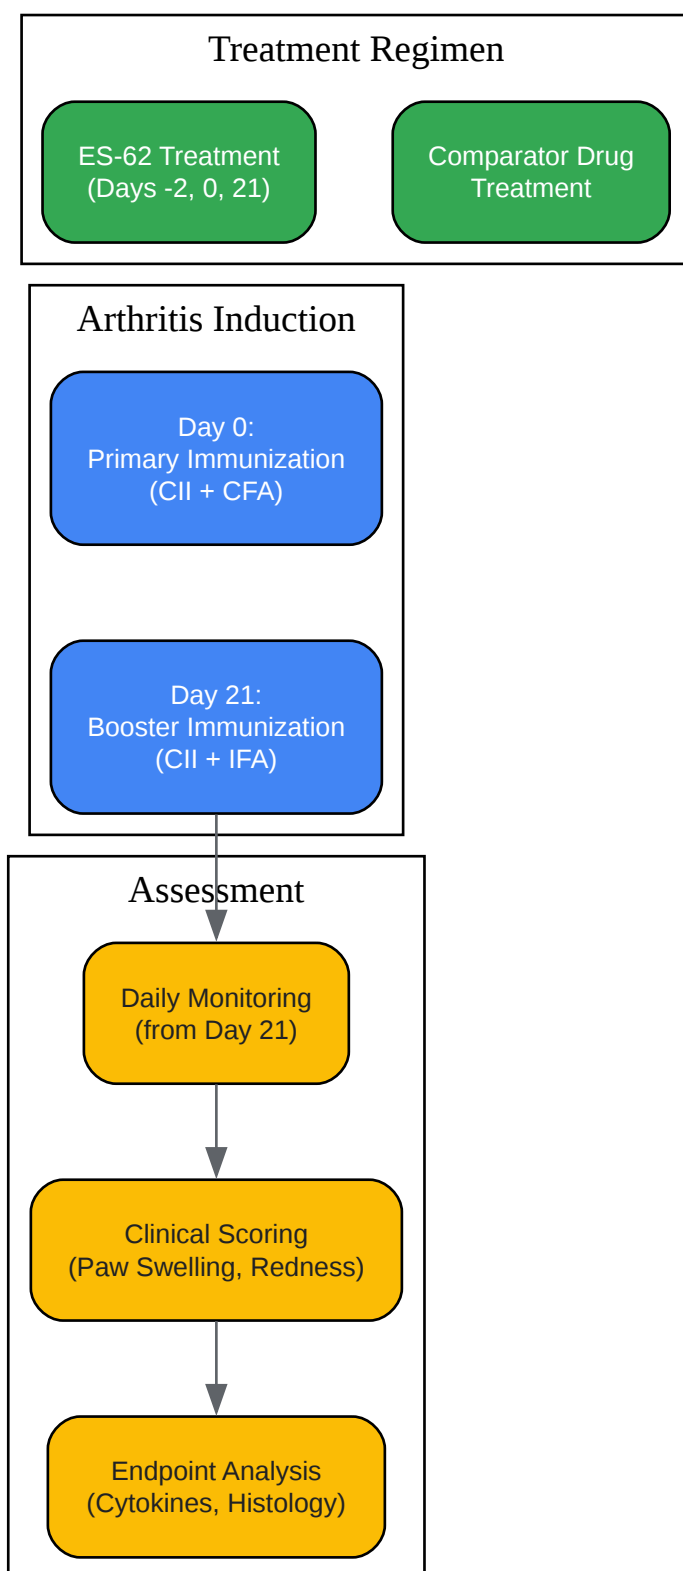 Treatment Regimen
ES-62 Treatment
(Days -2, 0, 21)
Comparator Drug
Treatment
Arthritis Induction
Day 0:
Primary Immunization
(CII + CFA)
Day 21:
Booster Immunization
(CII + IFA)
Assessment
Daily Monitoring
(from Day 21)
Clinical Scoring
(Paw Swelling, Redness)
Endpoint Analysis
(Cytokines, Histology)